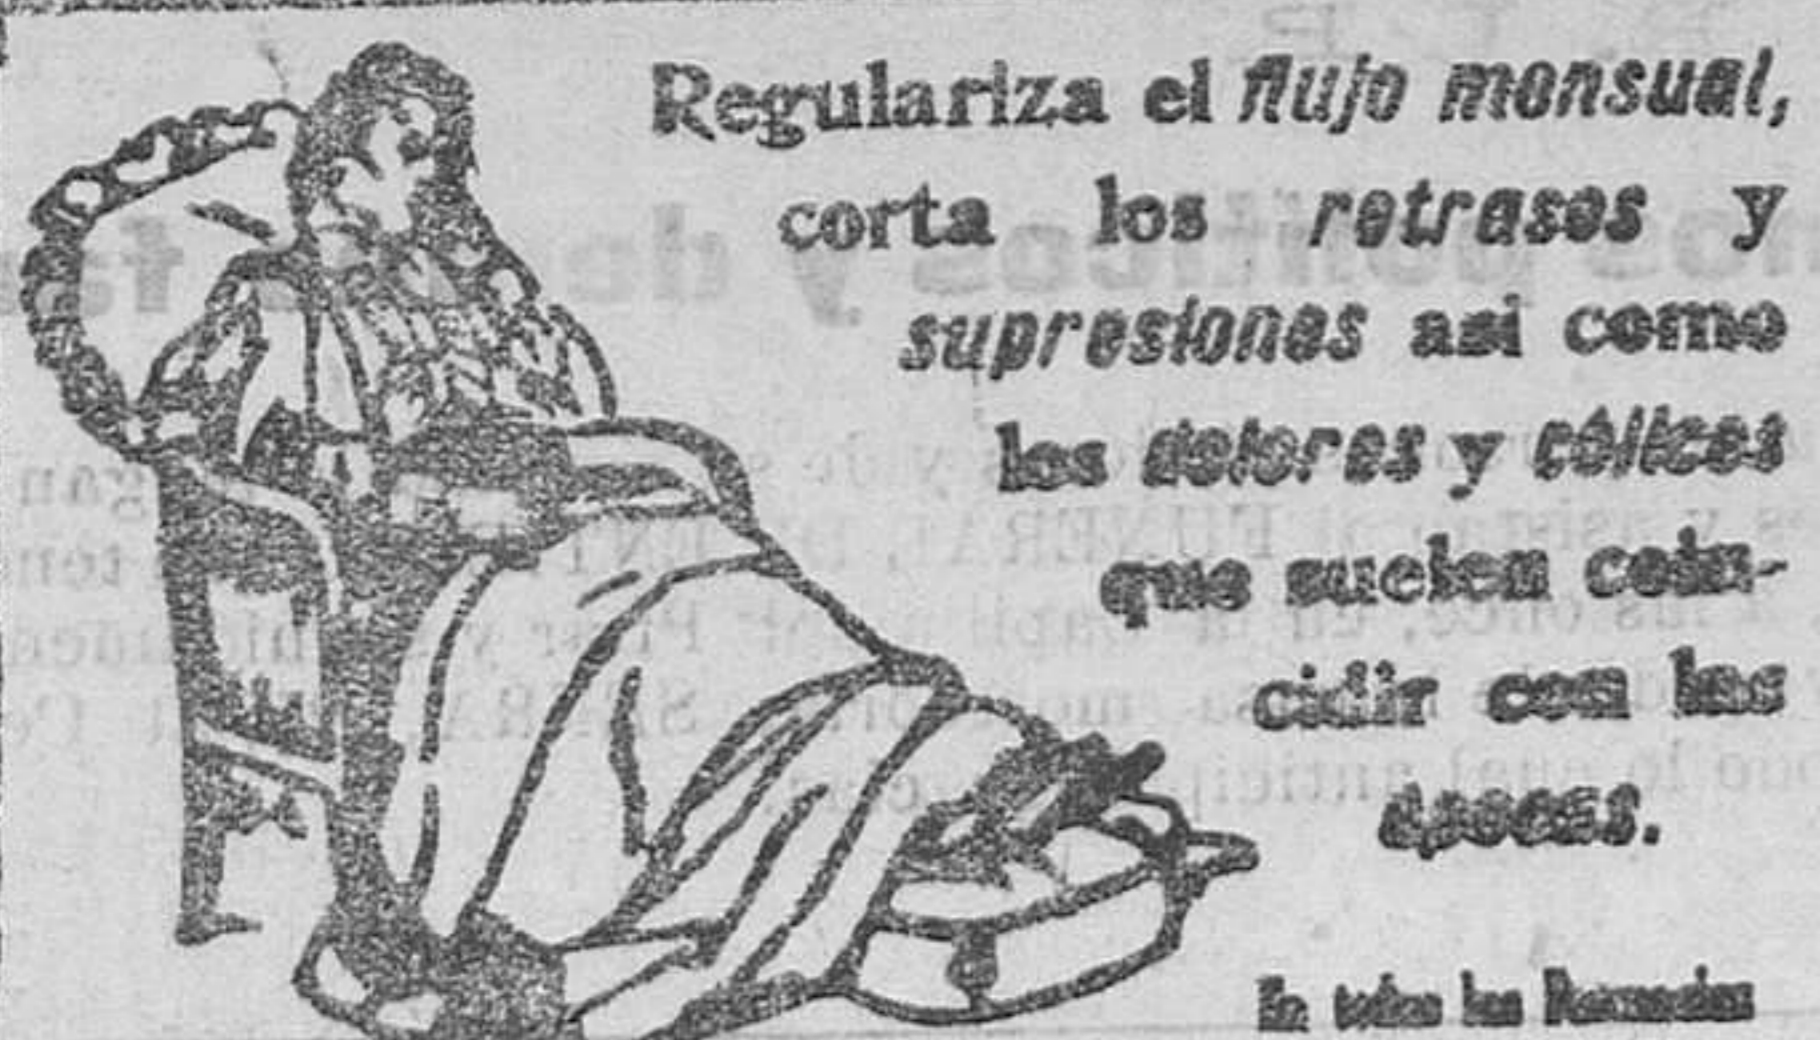 Regulariza el flujo mensual,
corta los retrasos y
supresiones asi como
los dolores y cólicos
que suelen coin-
cidir con las
épocas.
En todas las Farmacias